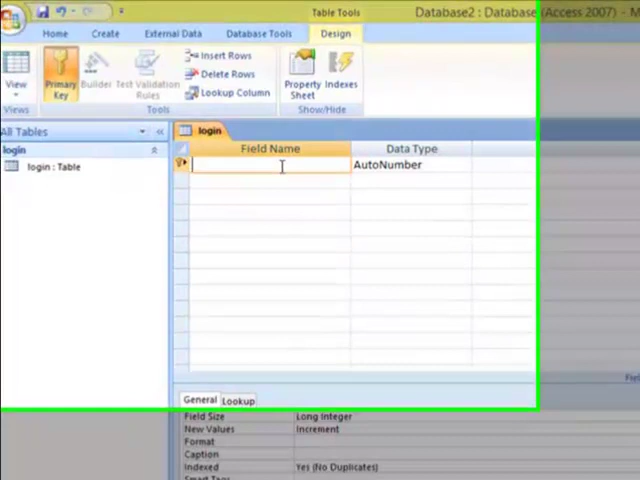 Table Tools
Database2 : Database (Access 2007) - M
Home Create External Data Database Tools Design
View
Primary Key
Builder
Test Validation Rules
Insert Rows
Delete Rows
Lookup Column
Property Sheet
Indexes
Views Tools Show/Hide
All Tables
login
login : Table
login
Field Name Data Type
AutoNumber
General Lookup
Field Size Long Integer
New Values Increment
Format
Caption
Indexed Yes (No Duplicates)